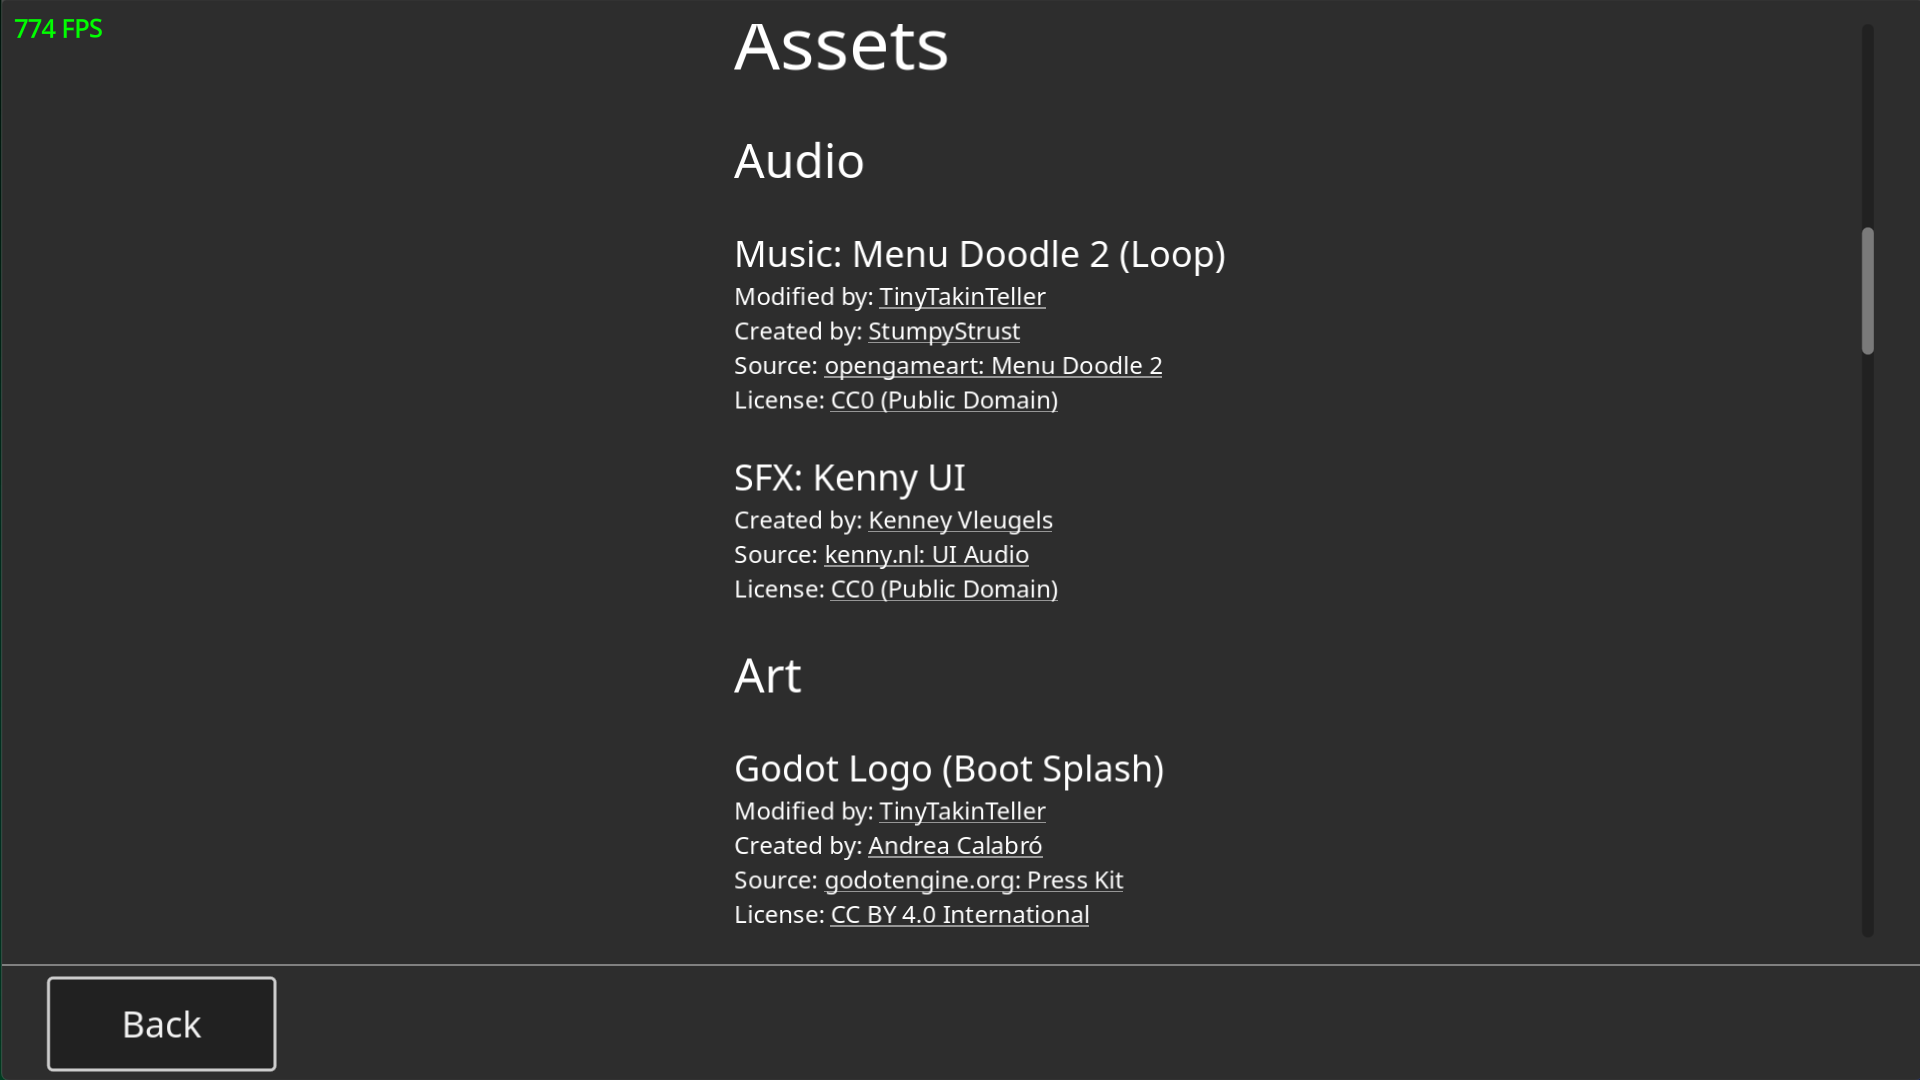 774 FPS
Assets
Audio
Music: Menu Doodle 2 (Loop)
Modified by: TinyTakinTeller
Created by: StumpyStrust
Source: opengameart: Menu Doodle 2
License: CC0 (Public Domain)
SFX: Kenny UI
Created by: Kenney Vleugels
Source: kenny.nl: UI Audio
License: CC0 (Public Domain)
Art
Godot Logo (Boot Splash)
Modified by: TinyTakinTeller
Created by: Andrea Calabró
Source: godotengine.org: Press Kit
License: CC BY 4.0 International
Back